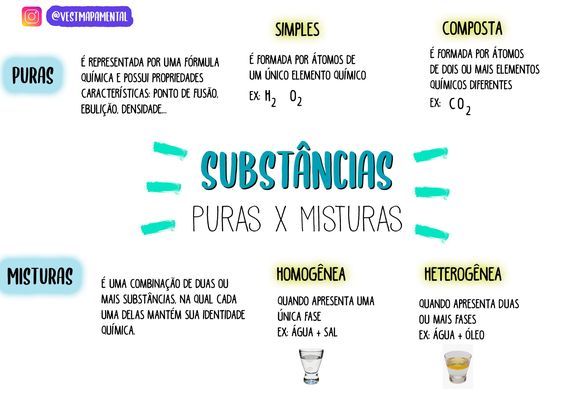 @VESTMAPAMENTAL
PURAS
É REPRESENTADA POR UMA FÓRMULA
QUÍMICA E POSSUI PROPRIEDADES
CARACTERÍSTICAS: PONTO DE FUSÃO,
EBULIÇÃO, DENSIDADE...
SIMPLES
É FORMADA POR ÁTOMOS DE
UM ÚNICO ELEMENTO QUÍMICO
EX: H2 O2
COMPOSTA
É FORMADA POR ÁTOMOS
DE DOIS OU MAIS ELEMENTOS
QUÍMICOS DIFERENTES
EX: CO2
SUBSTÂNCIAS
PURAS X MISTURAS
MISTURAS
É UMA COMBINAÇÃO DE DUAS OU
MAIS SUBSTÂNCIAS, NA QUAL CADA
UMA DELAS MANTÉM SUA IDENTIDADE
QUÍMICA.
HOMOGÊNEA
QUANDO APRESENTA UMA
ÚNICA FASE
EX: ÁGUA + SAL
HETEROGÊNEA
QUANDO APRESENTA DUAS
OU MAIS FASES
EX: ÁGUA + ÓLEO